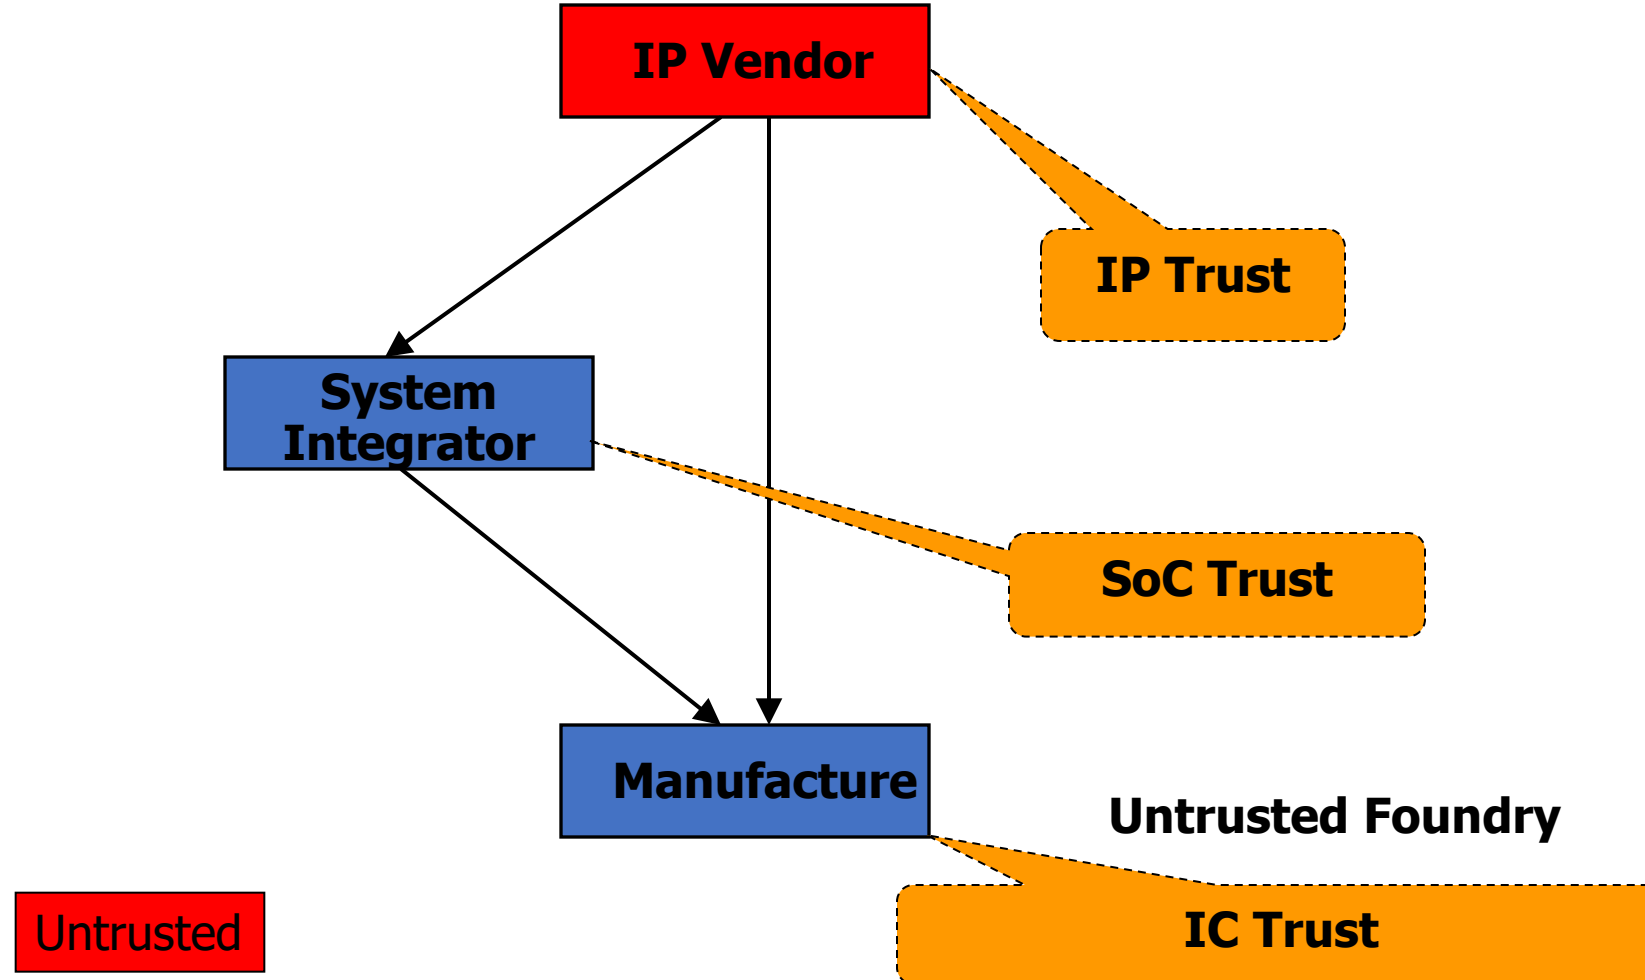 IP Vendor
IP Trust
System
Integrator
SoC Trust
Manufacture
Untrusted Foundry
IC Trust
Untrusted